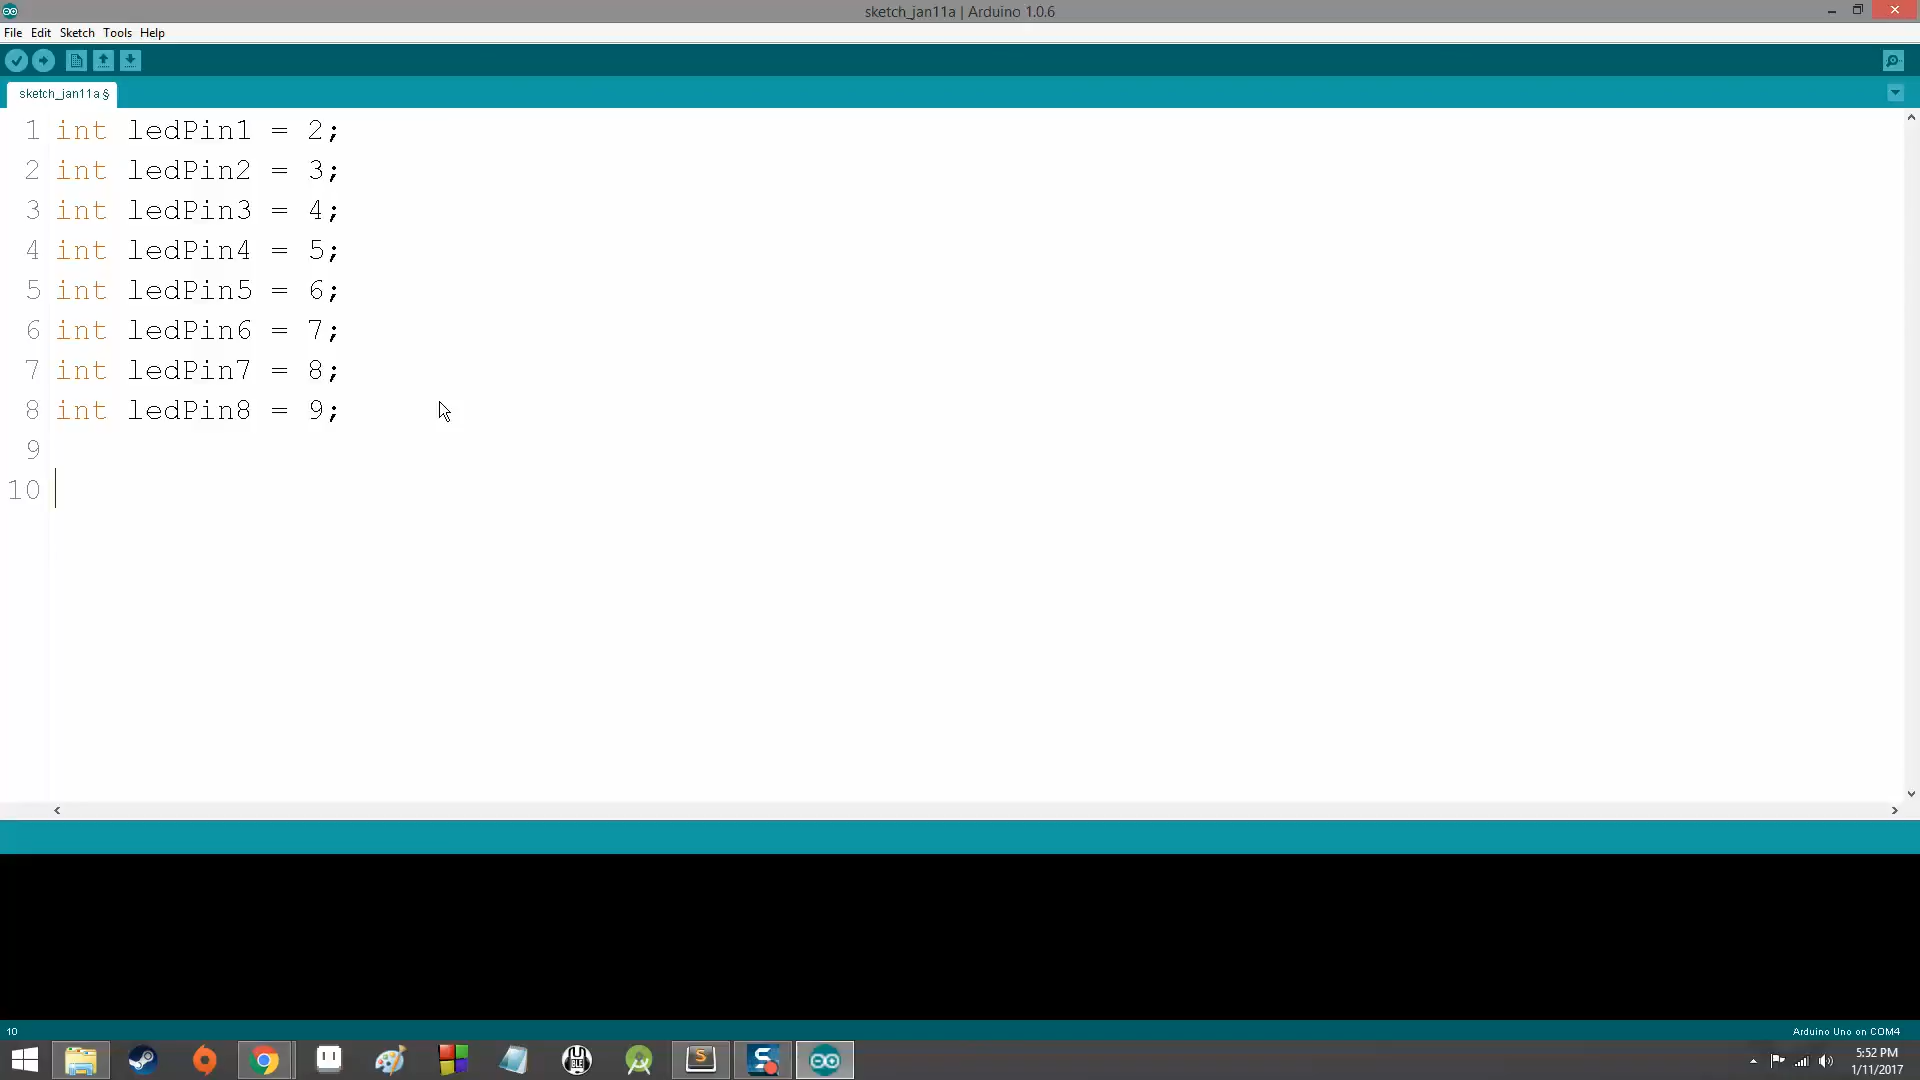 sketch_jan11a | Arduino 1.0.6
File Edit Sketch Tools Help
sketch_jan11a §
1 int ledPin1 = 2;
2 int ledPin2 = 3;
3 int ledPin3 = 4;
4 int ledPin4 = 5;
5 int ledPin5 = 6;
6 int ledPin6 = 7;
7 int ledPin7 = 8;
8 int ledPin8 = 9;
9
10
10 Arduino Uno on COM4
5:52 PM
1/11/2017